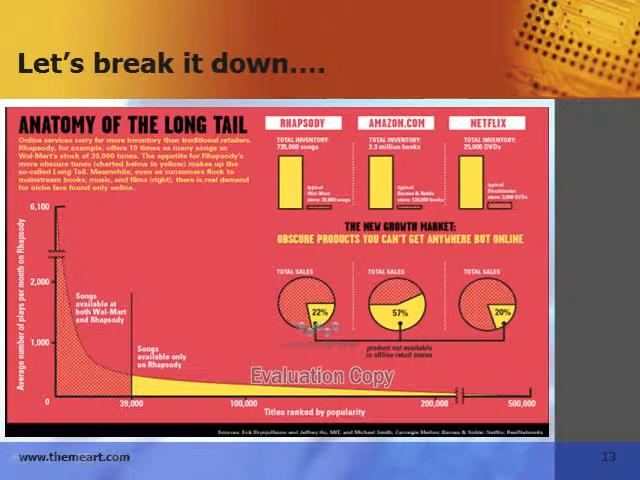 Let's break it down....
ANATOMY OF THE LONG TAIL
Online services carry far more inventory than traditional retailers.
Rhapsody, for example, offers 19 times as many songs as
Wal-Mart's stock of 39,000 tunes. The appetite for Rhapsody's
more obscure tunes (charted below in yellow) makes up the
so-called Long Tail. Meanwhile, even as consumers flock to
mainstream books, music, and films (right), there is real demand
for niche fare found only online.
RHAPSODY
TOTAL INVENTORY:
735,000 songs
typical
Wal-Mart
store: 39,000 songs
AMAZON.COM
TOTAL INVENTORY:
2.3 million books
typical
Barnes & Noble
store: 130,000 books
NETFLIX
TOTAL INVENTORY:
25,000 DVDs
typical
Blockbuster
store: 3,000 DVDs
THE NEW GROWTH MARKET:
OBSCURE PRODUCTS YOU CAN'T GET ANYWHERE BUT ONLINE
TOTAL SALES
22%
TOTAL SALES
57%
TOTAL SALES
20%
product not available
in offline retail stores
Average number of plays per month on Rhapsody
6,100
2,000
1,000
0
Songs
available at
both Wal-Mart
and Rhapsody
Songs
available only
on Rhapsody
Evaluation Copy
39,000
100,000
200,000
500,000
Titles ranked by popularity
Sources: Erik Brynjolfsson and Jeffrey Hu, MIT, and Michael Smith, Carnegie Mellon; Barnes & Noble; Netflix; RealNetworks
www.themeart.com
13